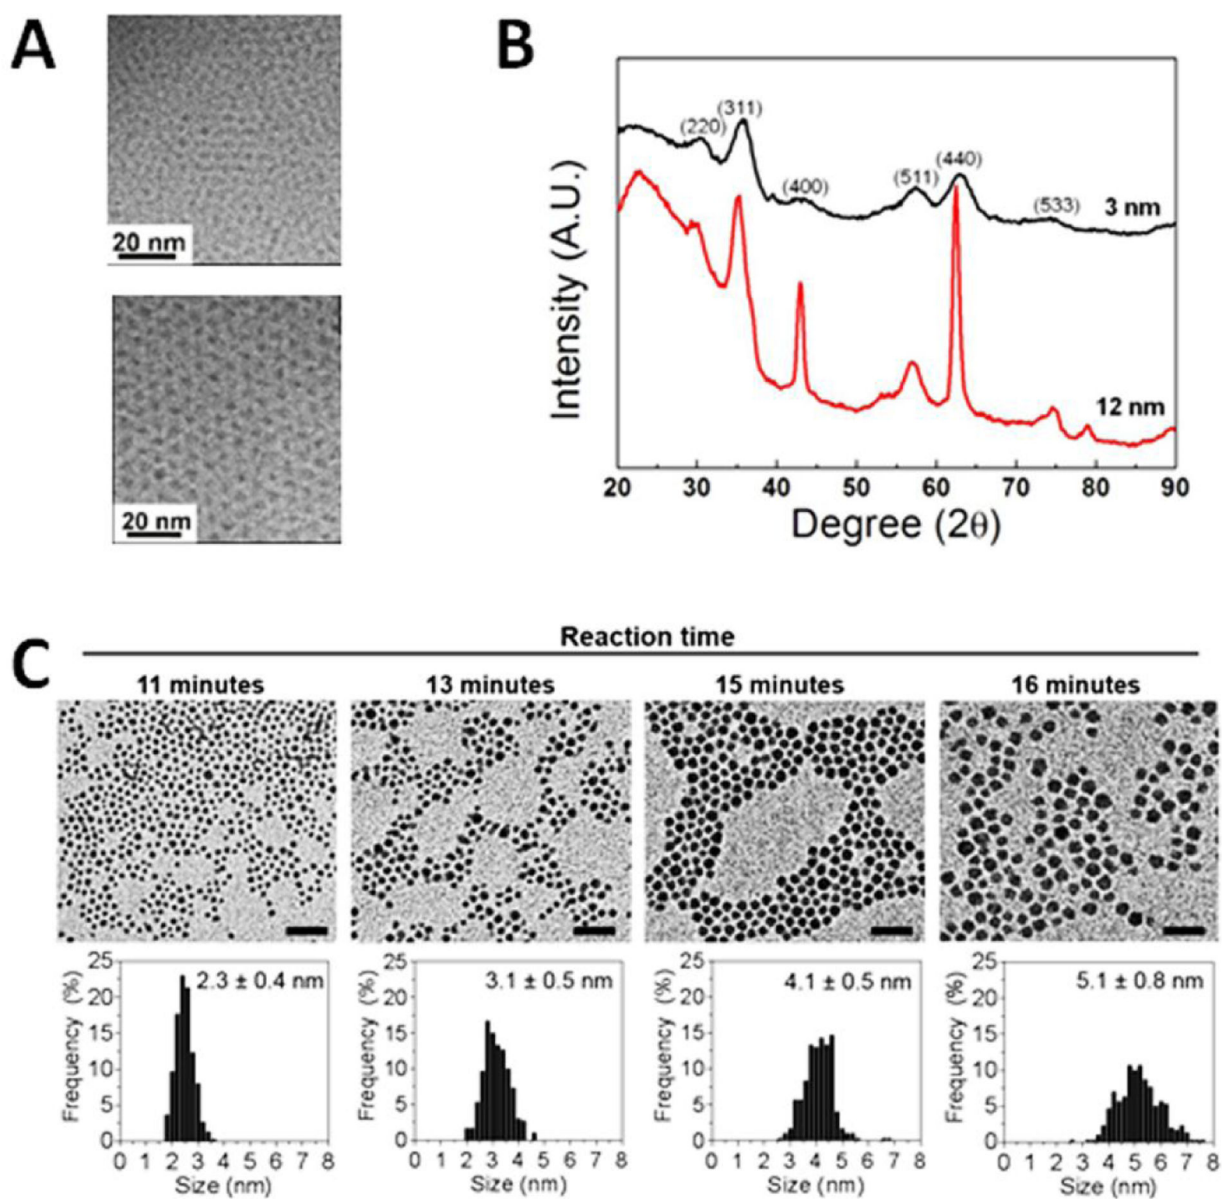 A
20 nm
20 nm
B
Intensity (A.U.)
(220)
(311)
(400)
(511)
(440)
(533)
3 nm
12 nm
20 30 40 50 60 70 80 90
Degree (2θ)
C
Reaction time
11 minutes 13 minutes 15 minutes 16 minutes
Frequency (%)
25
20
15
10
5
0
2.3 ± 0.4 nm
0 1 2 3 4 5 6 7 8
Size (nm)
Frequency (%)
25
20
15
10
5
0
3.1 ± 0.5 nm
0 1 2 3 4 5 6 7 8
Size (nm)
Frequency (%)
25
20
15
10
5
0
4.1 ± 0.5 nm
0 1 2 3 4 5 6 7 8
Size (nm)
Frequency (%)
25
20
15
10
5
0
5.1 ± 0.8 nm
0 1 2 3 4 5 6 7 8
Size (nm)